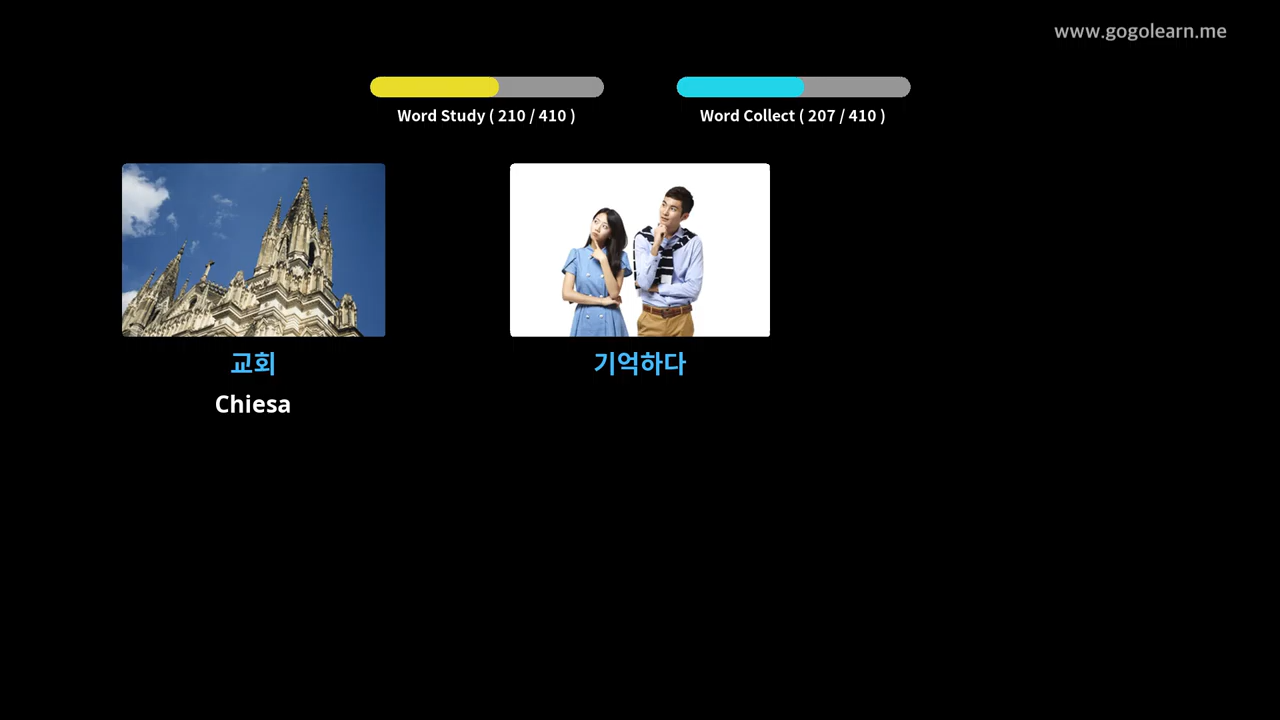 www.gogolearn.me
Word Study ( 210 / 410 )
Word Collect ( 207 / 410 )
교회
Chiesa
기억하다